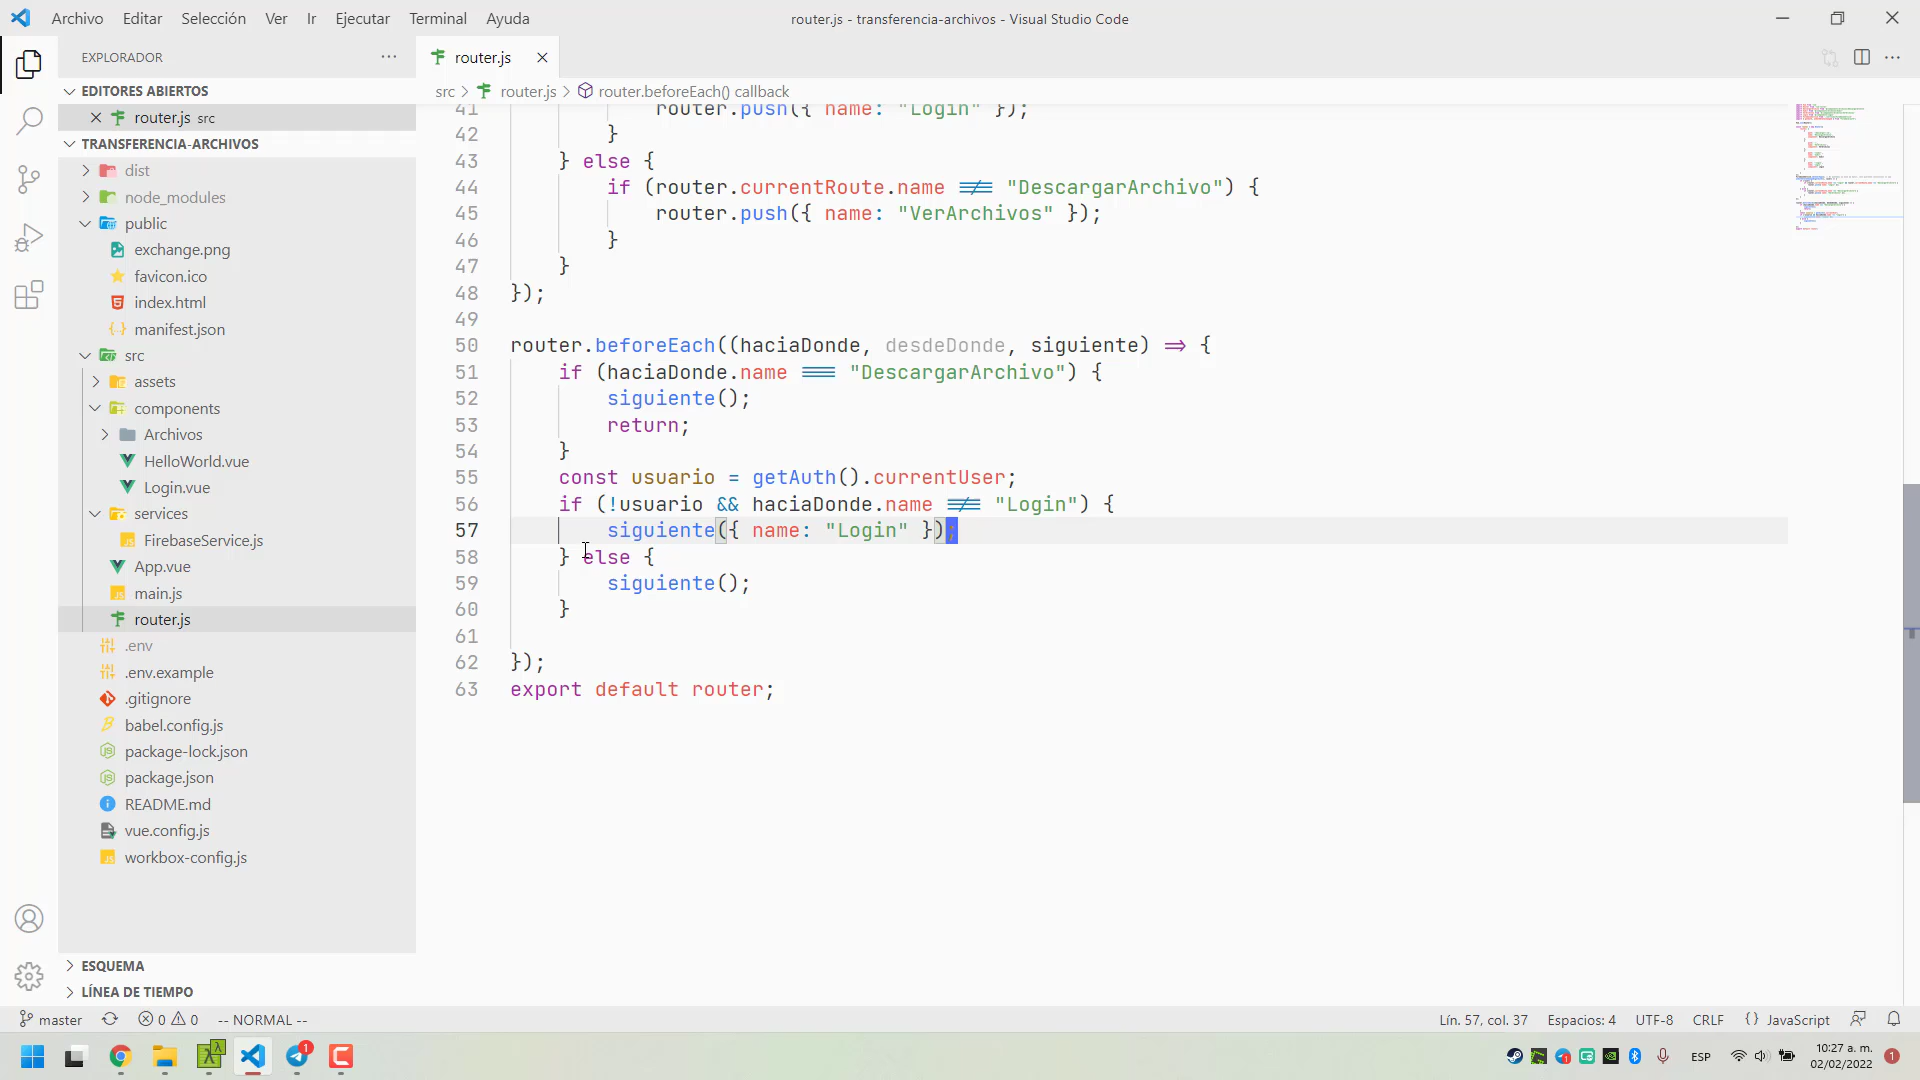 Archivo Editar Selección Ver Ir Ejecutar Terminal Ayuda
router.js - transferencia-archivos - Visual Studio Code
EXPLORADOR
router.js
EDITORES ABIERTOS
router.js src
TRANSFERENCIA-ARCHIVOS
dist
node_modules
public
exchange.png
favicon.ico
index.html
manifest.json
src
assets
components
Archivos
HelloWorld.vue
Login.vue
services
FirebaseService.js
App.vue
main.js
router.js
.env
.env.example
.gitignore
babel.config.js
package-lock.json
package.json
README.md
vue.config.js
workbox-config.js
ESQUEMA
LÍNEA DE TIEMPO
src > router.js > router.beforeEach() callback
41 router.push({ name: "Login" });
42 }
43 } else {
44 if (router.currentRoute.name !== "DescargarArchivo") {
45 router.push({ name: "VerArchivos" });
46 }
47 }
48 });
49
50 router.beforeEach((haciaDonde, desdeDonde, siguiente) => {
51 if (haciaDonde.name === "DescargarArchivo") {
52 siguiente();
53 return;
54 }
55 const usuario = getAuth().currentUser;
56 if (!usuario && haciaDonde.name !== "Login") {
57 siguiente({ name: "Login" });
58 } else {
59 siguiente();
60 }
61
62 });
63 export default router;
master 0 0 -- NORMAL --
Lín. 57, col. 37 Espacios: 4 UTF-8 CRLF {} JavaScript
1
ESP
10:27 a. m.
02/02/2022
1